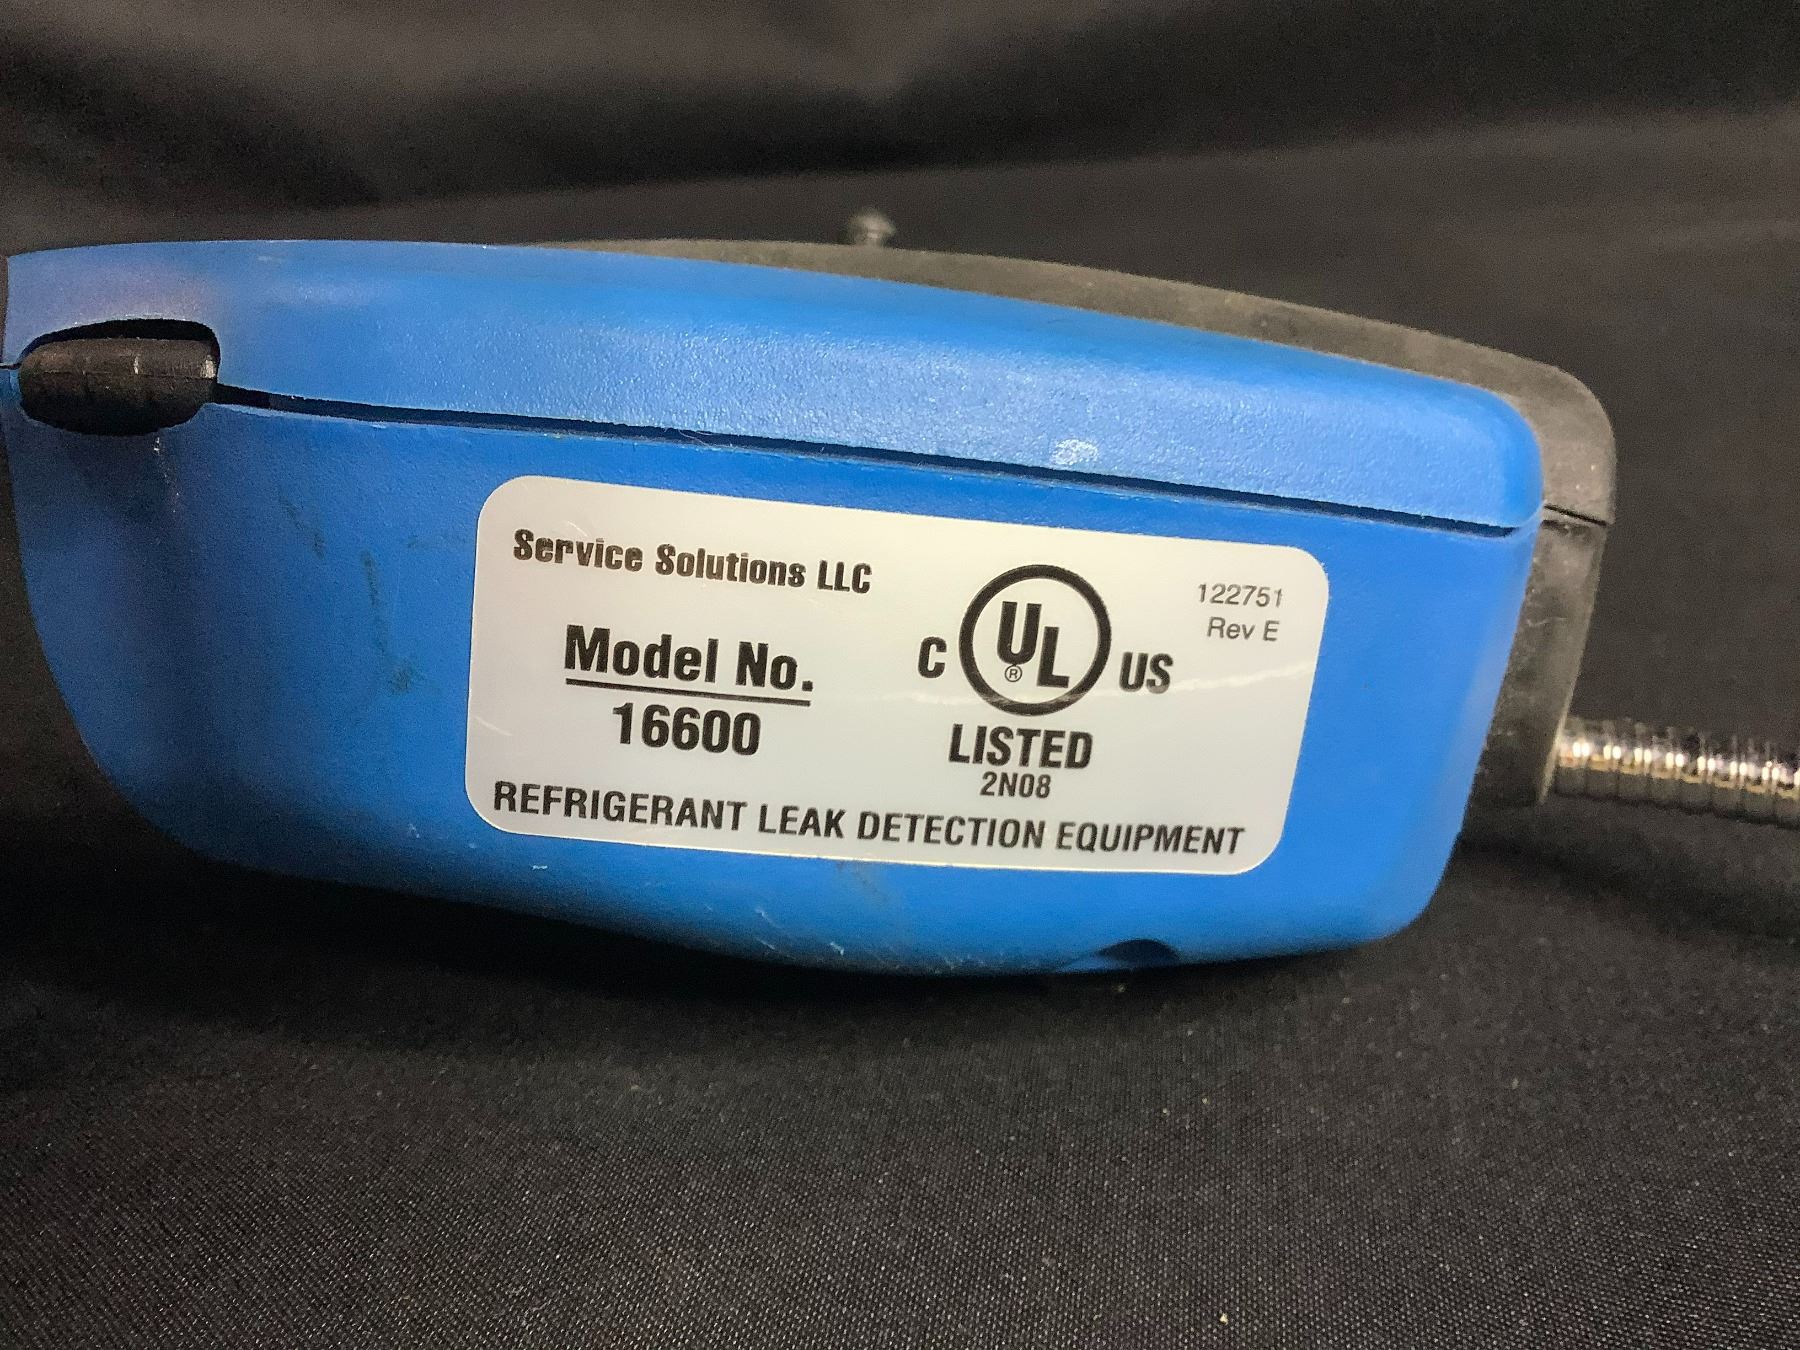 Service Solutions LLC
Model No.
16600
C UL® US
LISTED
2N08
122751
Rev E
REFRIGERANT LEAK DETECTION EQUIPMENT